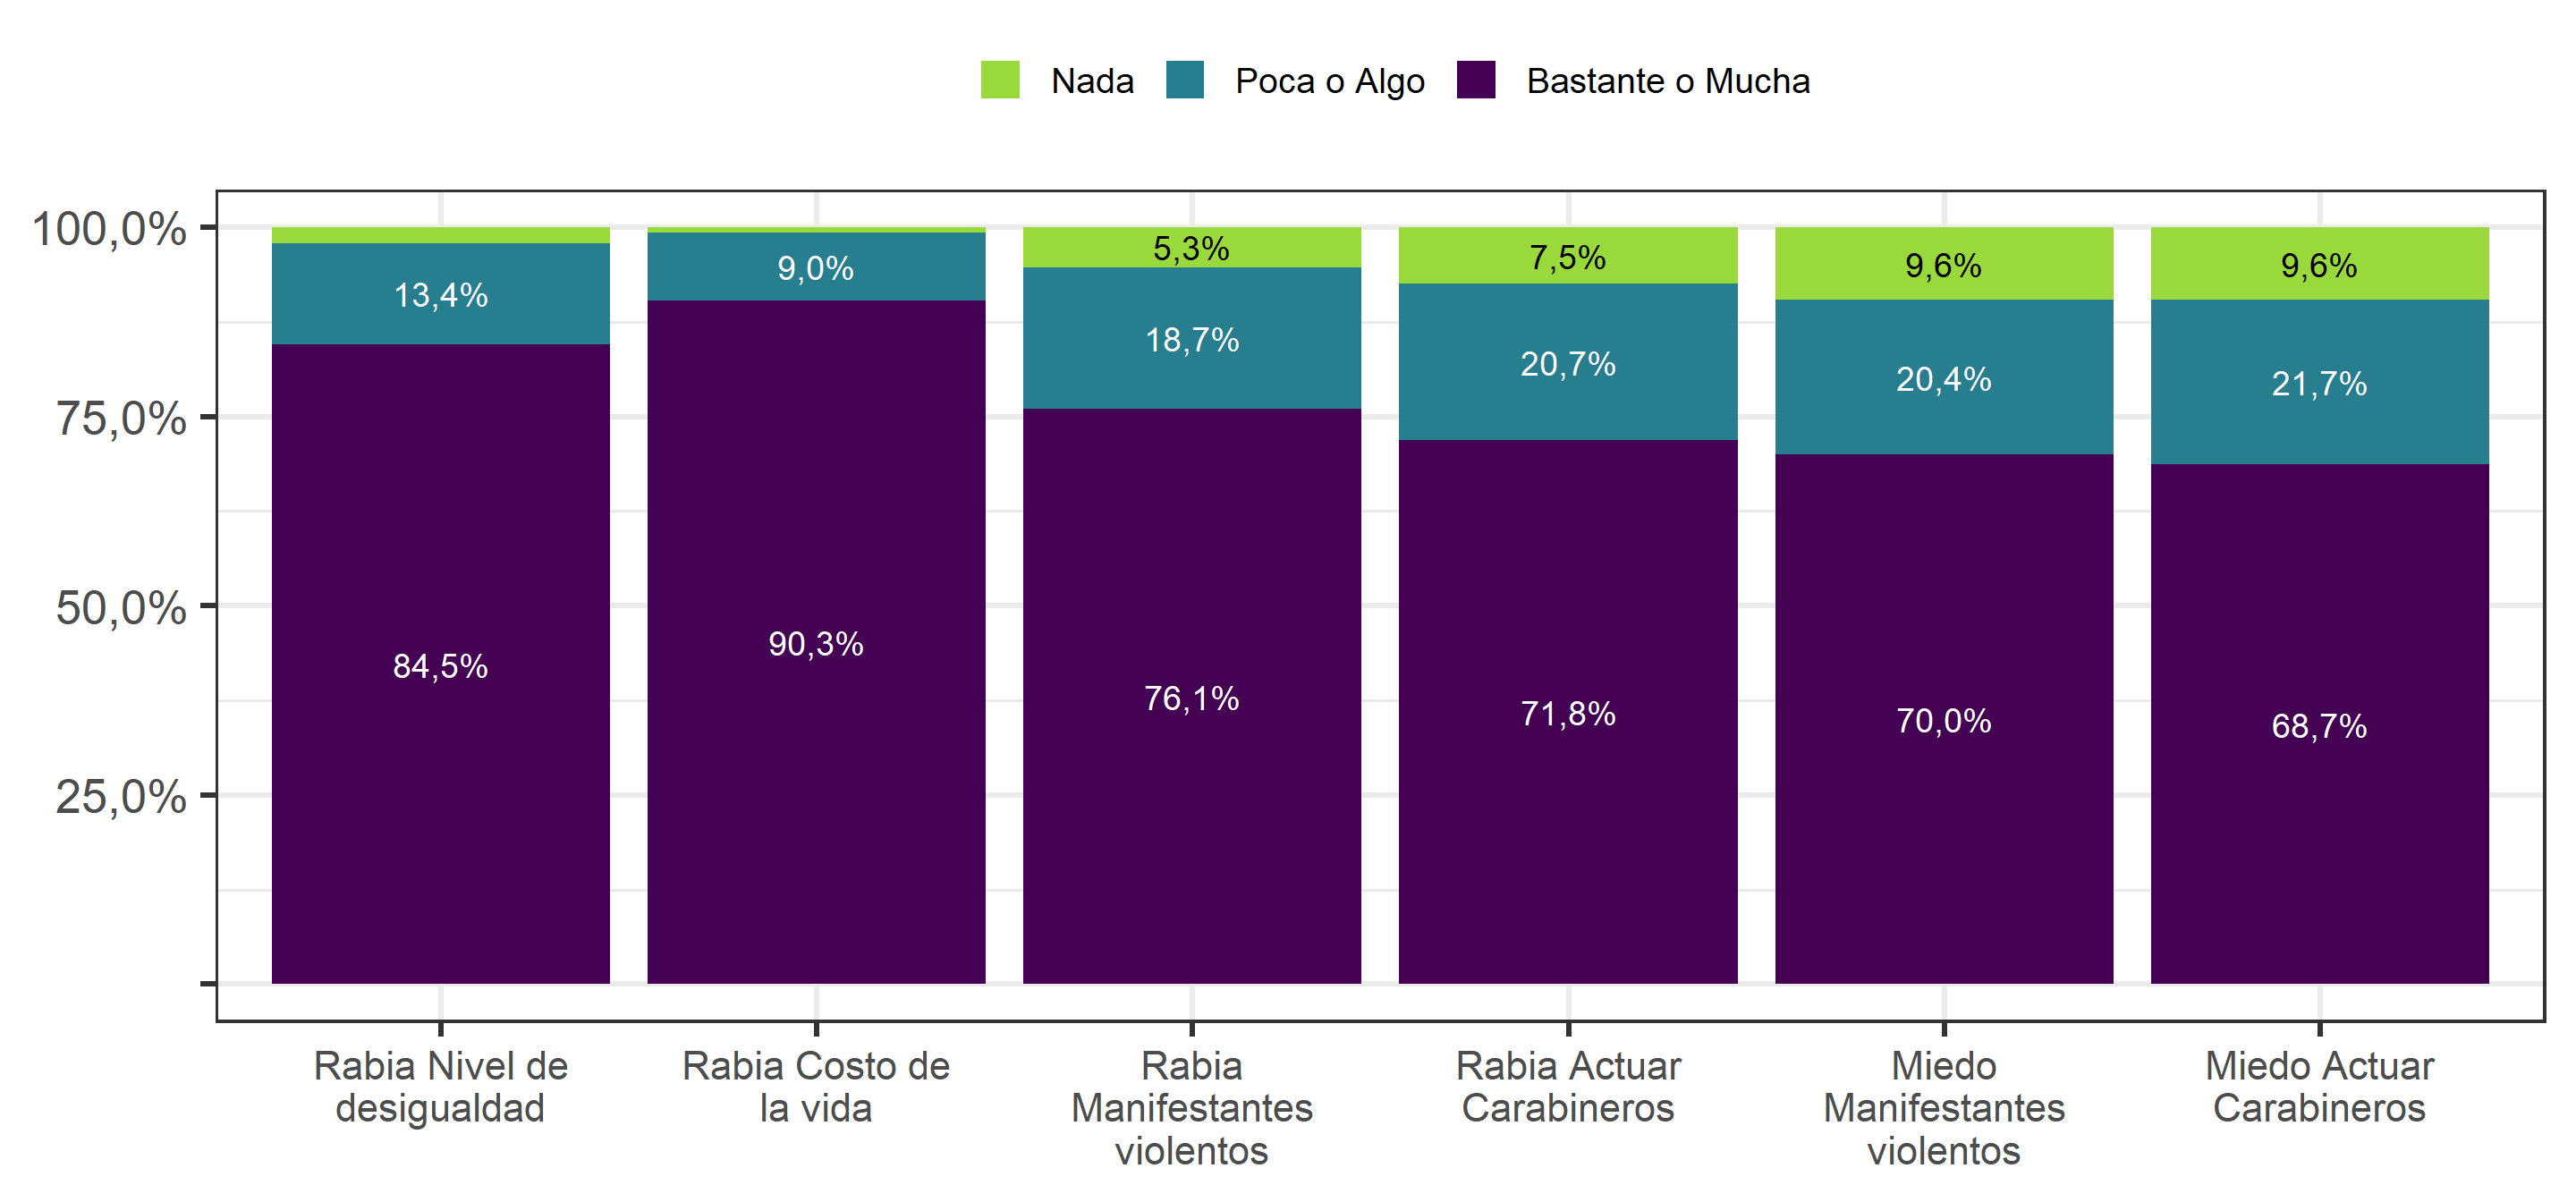 Nada Poca o Algo Bastante o Mucha
100,0%
75,0%
50,0%
25,0%
13,4%
84,5%
9,0%
90,3%
5,3%
18,7%
76,1%
7,5%
20,7%
71,8%
9,6%
20,4%
70,0%
9,6%
21,7%
68,7%
Rabia Nivel de
desigualdad
Rabia Costo de
la vida
Rabia
Manifestantes
violentos
Rabia Actuar
Carabineros
Miedo
Manifestantes
violentos
Miedo Actuar
Carabineros